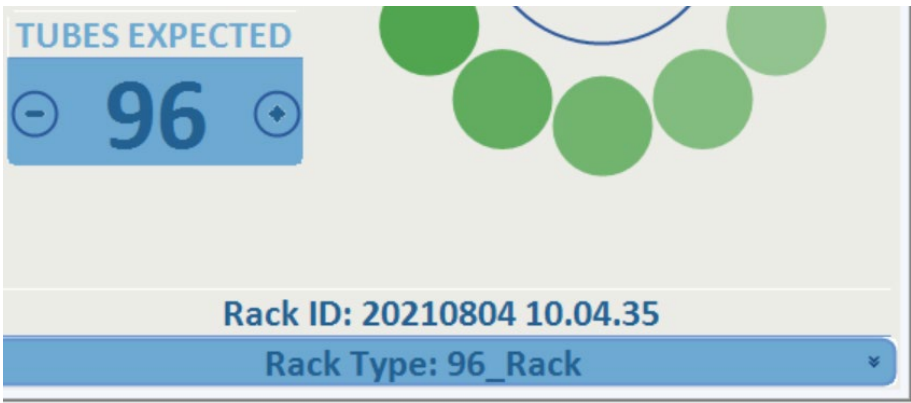 TUBES EXPECTED
96
Rack ID: 20210804 10.04.35
Rack Type: 96_Rack